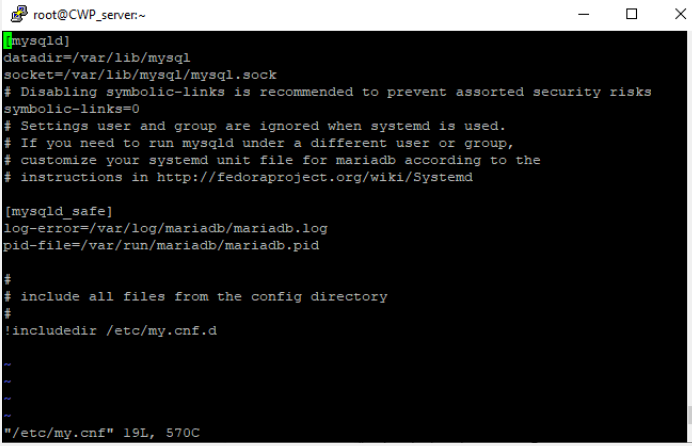 root@CWP_server:~
[mysqld]
datadir=/var/lib/mysql
socket=/var/lib/mysql/mysql.sock
# Disabling symbolic-links is recommended to prevent assorted security risks
symbolic-links=0
# Settings user and group are ignored when systemd is used.
# If you need to run mysqld under a different user or group,
# customize your systemd unit file for mariadb according to the
# instructions in http://fedoraproject.org/wiki/Systemd
[mysqld_safe]
log-error=/var/log/mariadb/mariadb.log
pid-file=/var/run/mariadb/mariadb.pid
#
# include all files from the config directory
#
!includedir /etc/my.cnf.d
~
~
~
~
"/etc/my.cnf" 19L, 570C